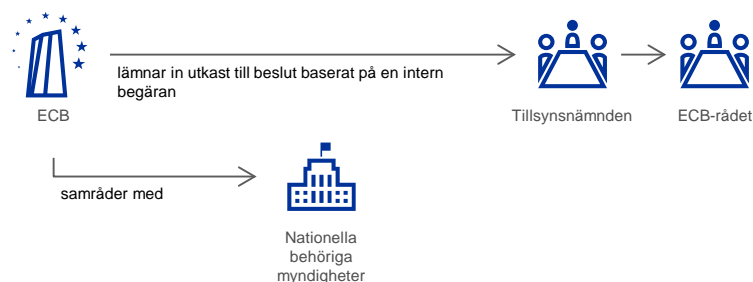 lämnar in utkast till beslut baserat på en intern
begäran
ECB
Tillsynsnämnden
ECB-rådet
samråder med
Nationella
behöriga
myndigheter